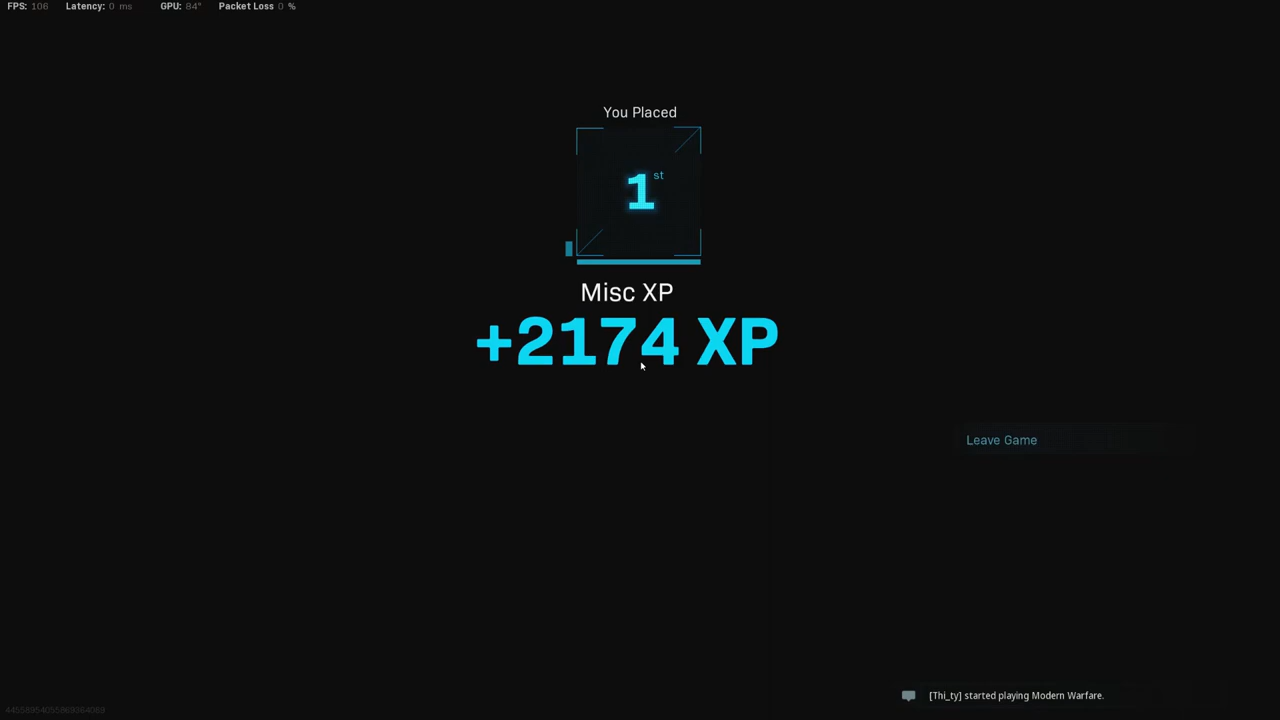 FPS: 106 Latency: 0 ms GPU: 84° Packet Loss 0 %
You Placed
1st
Misc XP
+2174 XP
Leave Game
[Thi_ty] started playing Modern Warfare.